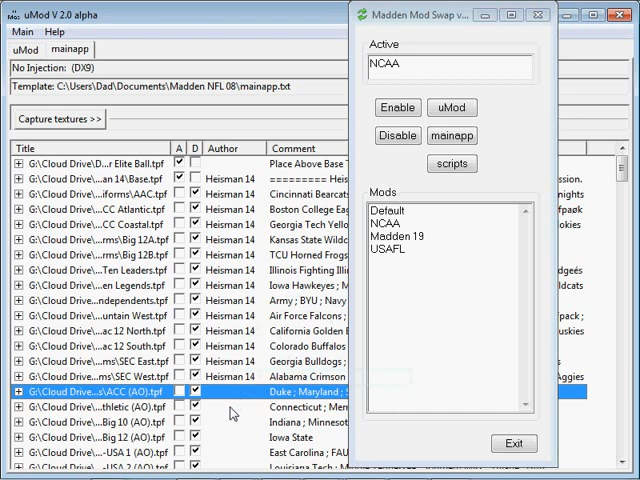 uMod V 2.0 alpha
Main Help
uMod mainapp
No Injection: (DX9)
Template: C:\Users\Dad\Documents\Madden NFL 08\mainapp.txt
Capture textures >>
Title A D Author Comment
G:\Cloud Drive\D...r Elite Ball.tpf Place Above Base T
G:\Cloud Drive\...an 14\Base.tpf Heisman 14 ========= Heis
G:\Cloud Drive\...iforms\AAC.tpf Heisman 14 Cincinnati Bearcats
G:\Cloud Drive\...CC Atlantic.tpf Heisman 14 Boston College Eag
G:\Cloud Drive\...CC Coastal.tpf Heisman 14 Georgia Tech Yellow
G:\Cloud Drive\...rms\Big 12A.tpf Heisman 14 Kansas State Wildc
G:\Cloud Drive\...rms\Big 12B.tpf Heisman 14 TCU Horned Frogs
G:\Cloud Drive\...Ten Leaders.tpf Heisman 14 Illinois Fighting Illi
G:\Cloud Drive\...en Legends.tpf Heisman 14 Iowa Hawkeyes ; M
G:\Cloud Drive\...ndependents.tpf Heisman 14 Army ; BYU ; Navy
G:\Cloud Drive\...untain West.tpf Heisman 14 Air Force Falcons ;
G:\Cloud Drive\...ac 12 North.tpf Heisman 14 California Golden B
G:\Cloud Drive\...ac 12 South.tpf Heisman 14 Colorado Buffaloes
G:\Cloud Drive\...ms\SEC East.tpf Heisman 14 Georgia Bulldogs ;
G:\Cloud Drive\...ms\SEC West.tpf Heisman 14 Alabama Crimson
G:\Cloud Drive...s\ACC (AO).tpf Duke ; Maryland ; S
G:\Cloud Drive...thletic (AO).tpf Connecticut ; Mem
G:\Cloud Drive...Big 10 (AO).tpf Indiana ; Minnesot
G:\Cloud Drive...Big 12 (AO).tpf Iowa State
G:\Cloud Drive...-USA 1 (AO).tpf East Carolina ; FAU
G:\Cloud Drive...-USA 2 (AO).tpf Louisiana Tech ; M
Madden Mod Swap v...
Active
NCAA
Enable uMod
Disable mainapp
scripts
Mods
Default
NCAA
Madden 19
USAFL
Exit